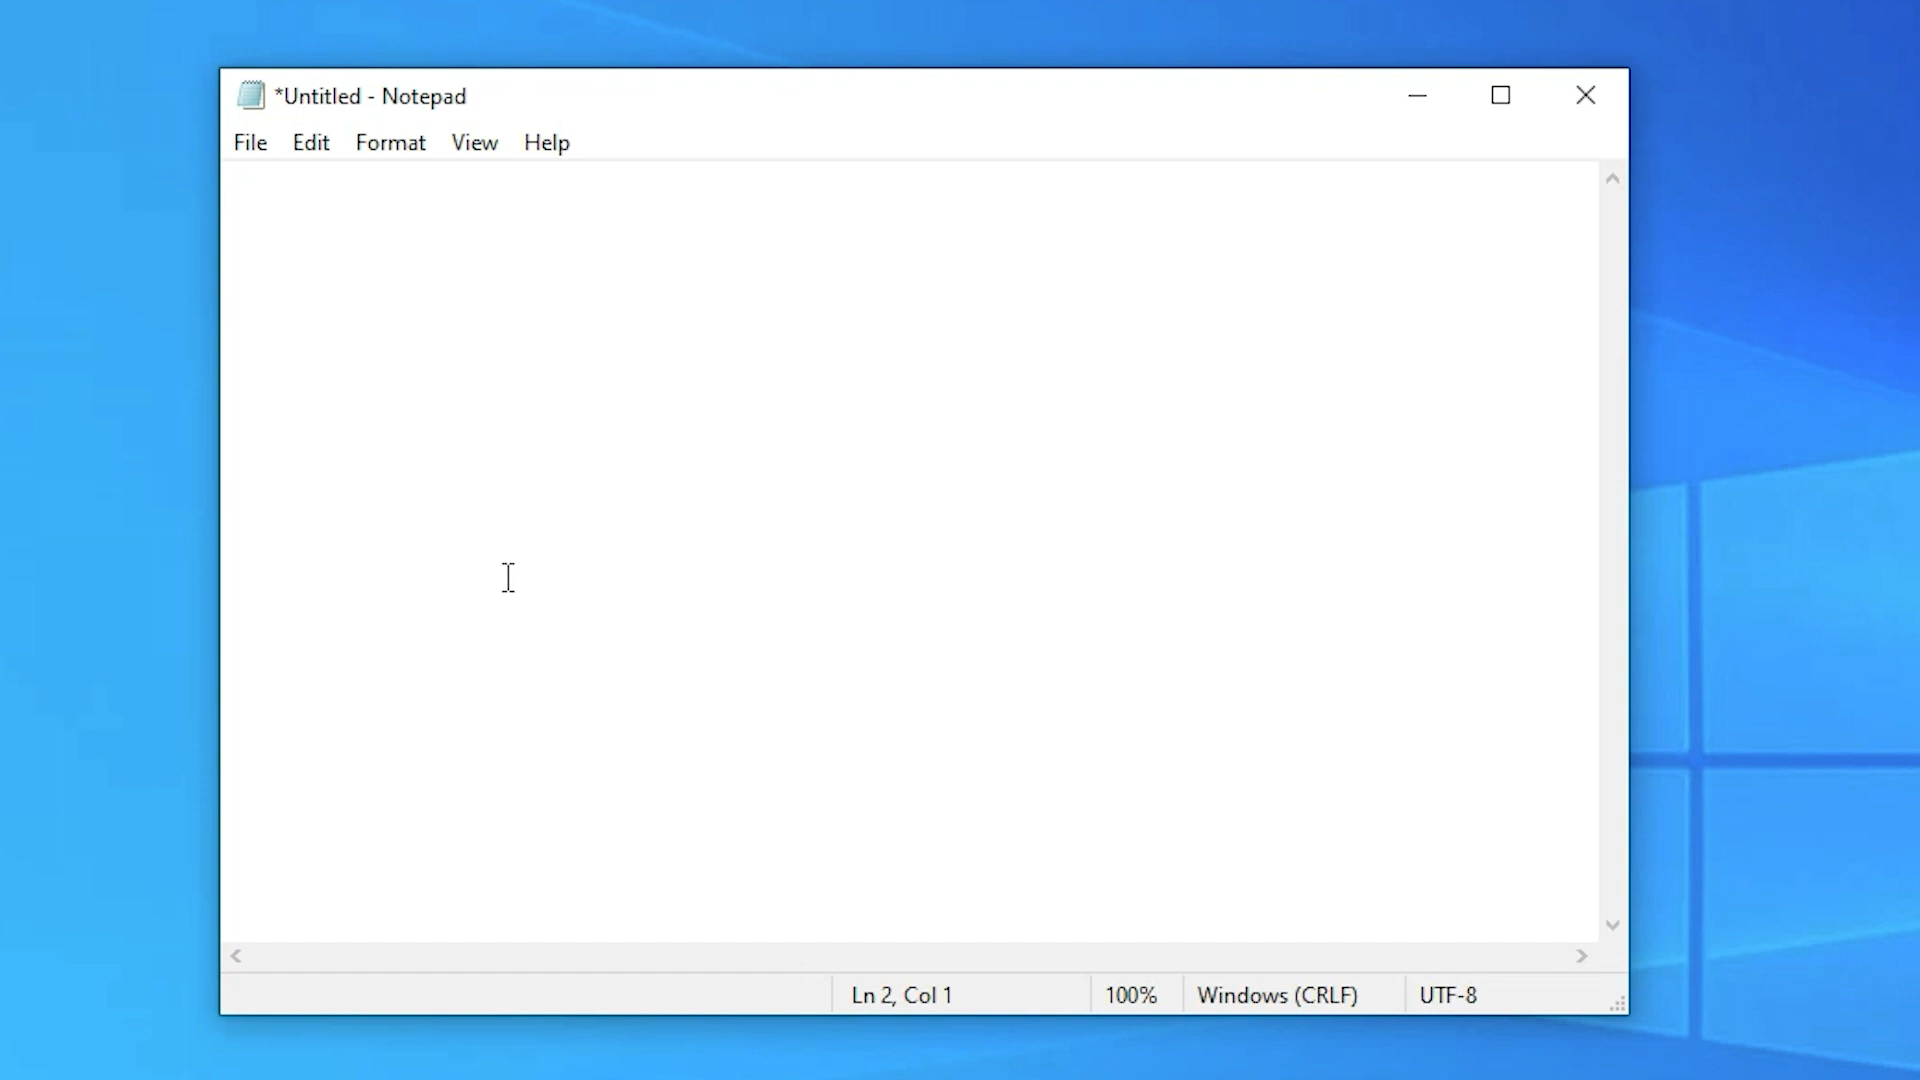 *Untitled - Notepad
File Edit Format View Help
Ln 2, Col 1 100% Windows (CRLF) UTF-8